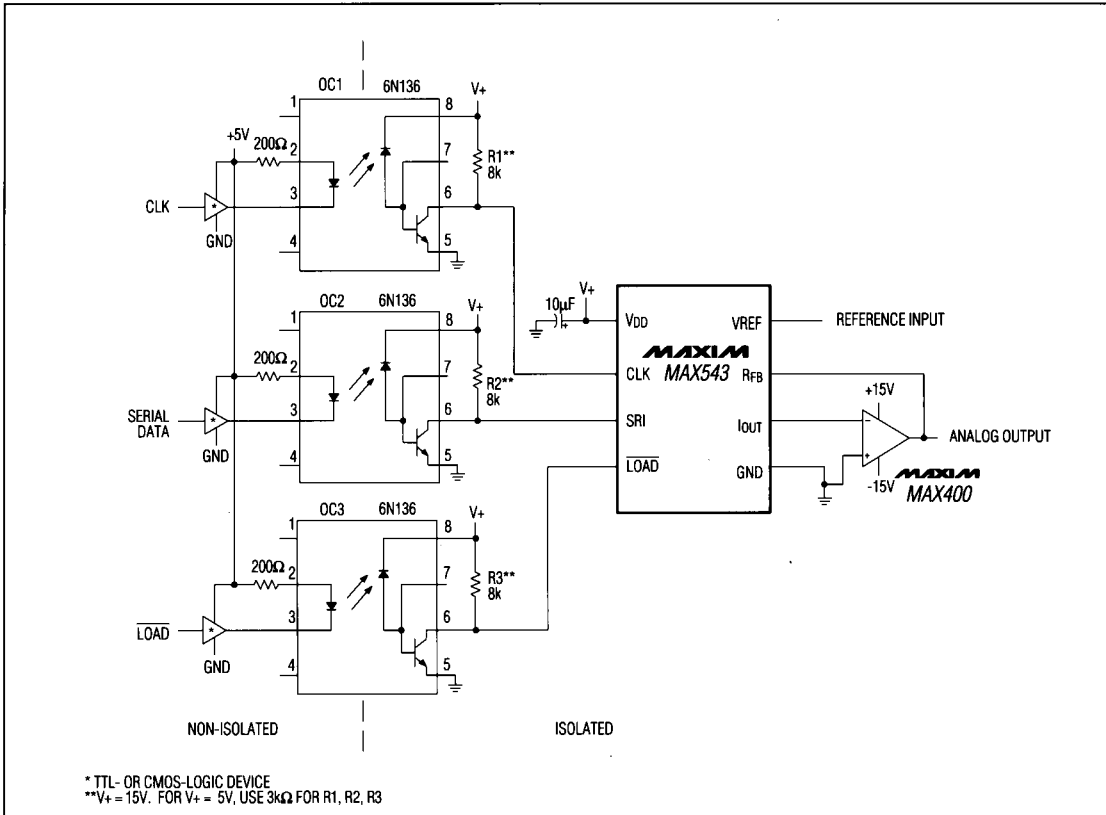 OC1 6N136
1
2
3
4
8
7
6
5
+5V
200Ω
CLK
*
GND
V+
R1**
8k
OC2 6N136
1
2
3
4
8
7
6
5
200Ω
SERIAL
DATA
*
GND
V+
R2**
8k
OC3 6N136
1
2
3
4
8
7
6
5
200Ω
LOAD
*
GND
V+
R3**
8k
10µF
+
V+
VDD
CLK
SRI
LOAD
MAXIM
MAX543
VREF
RFB
IOUT
GND
REFERENCE INPUT
+15V
-
+
-15V
ANALOG OUTPUT
MAXIM
MAX400
NON-ISOLATED
ISOLATED
* TTL- OR CMOS-LOGIC DEVICE
**V+ = 15V. FOR V+ = 5V, USE 3kΩ FOR R1, R2, R3